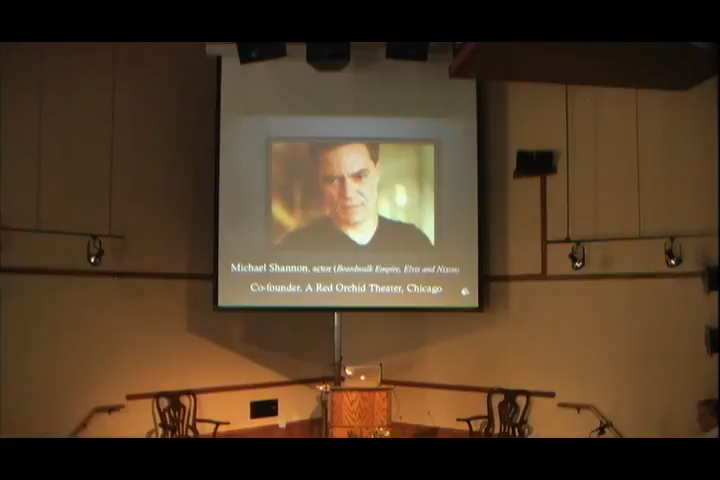 Michael Shannon, actor (Boardwalk Empire, Elvis and Nixon)
Co-founder, A Red Orchid Theater, Chicago